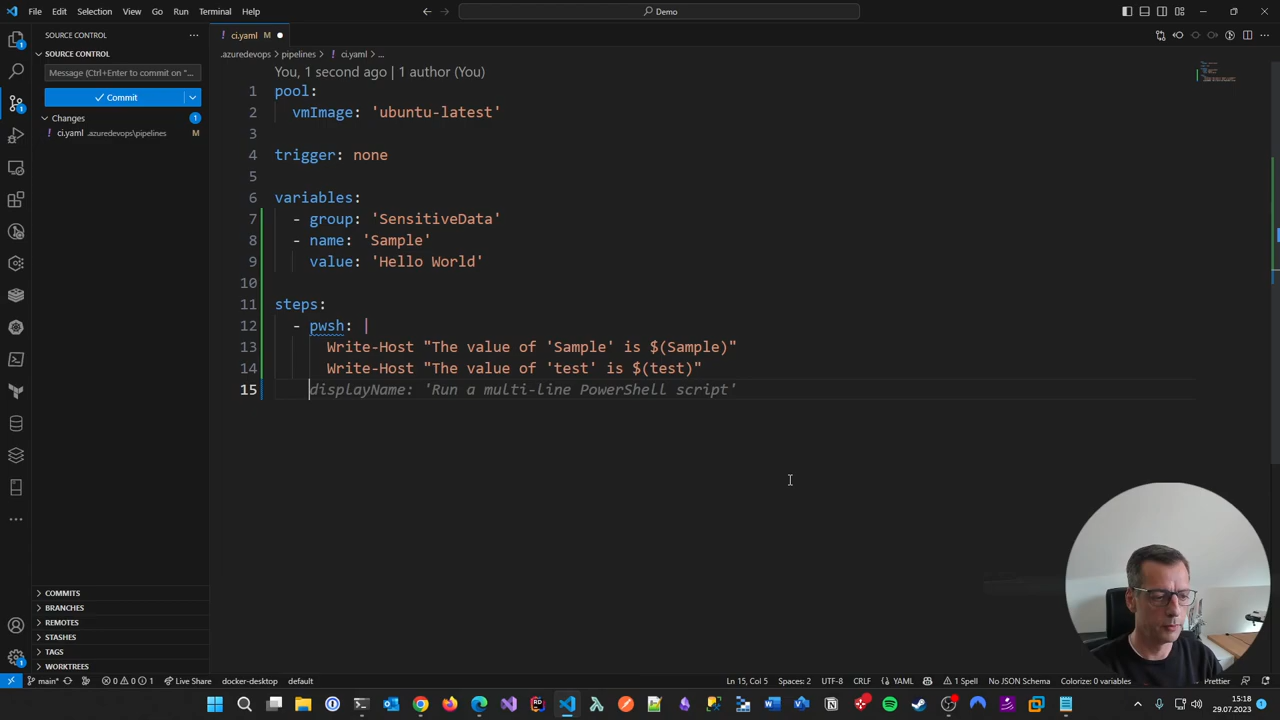 File Edit Selection View Go Run Terminal Help
Demo
SOURCE CONTROL
ci.yaml
.azuredevops > pipelines > ci.yaml > ...
SOURCE CONTROL
Message (Ctrl+Enter to commit on "...
Commit
Changes 1
ci.yaml .azuredevops\pipelines M
You, 1 second ago | 1 author (You)
1 pool:
2 vmImage: 'ubuntu-latest'
3
4 trigger: none
5
6 variables:
7 - group: 'SensitiveData'
8 - name: 'Sample'
9 value: 'Hello World'
10
11 steps:
12 - pwsh: |
13 Write-Host "The value of 'Sample' is $(Sample)"
14 Write-Host "The value of 'test' is $(test)"
15 displayName: 'Run a multi-line PowerShell script'
COMMITS
BRANCHES
REMOTES
STASHES
TAGS
WORKTREES
main* 0 0 1 Live Share docker-desktop default Ln 15, Col 5 Spaces: 2 UTF-8 CRLF YAML 1 Spell No JSON Schema Colorize: 0 variables Prettier
15:18
29.07.2023